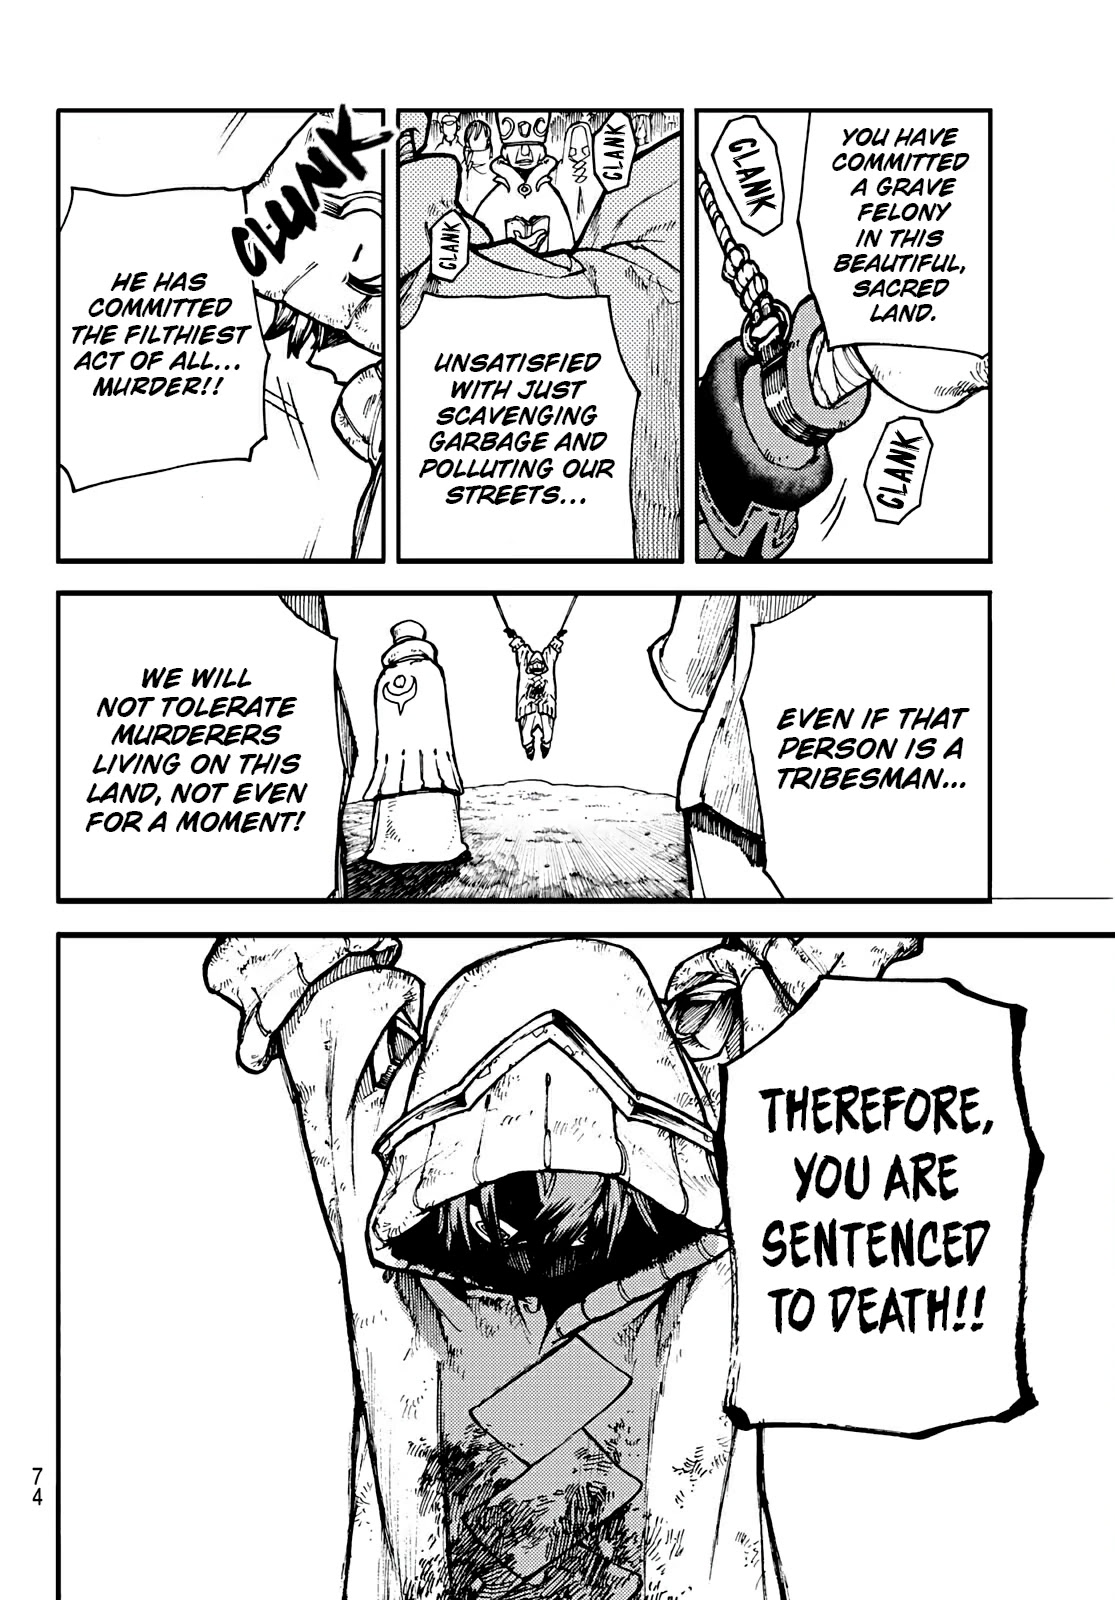 YOU HAVE
COMMITTED
A GRAVE
FELONY
IN THIS
BEAUTIFUL,
SACRED
LAND.
CLANK
CLANK
CLANK
CLANK
UNSATISFIED
WITH JUST
SCAVENGING
GARBAGE AND
POLLUTING OUR
STREETS...
CLUNK
HE HAS
COMMITTED
THE FILTHIEST
ACT OF ALL...
MURDER!!
EVEN IF THAT
PERSON IS A
TRIBESMAN...
WE WILL
NOT TOLERATE
MURDERERS
LIVING ON THIS
LAND, NOT EVEN
FOR A MOMENT!
THEREFORE,
YOU ARE
SENTENCED
TO DEATH!!
74